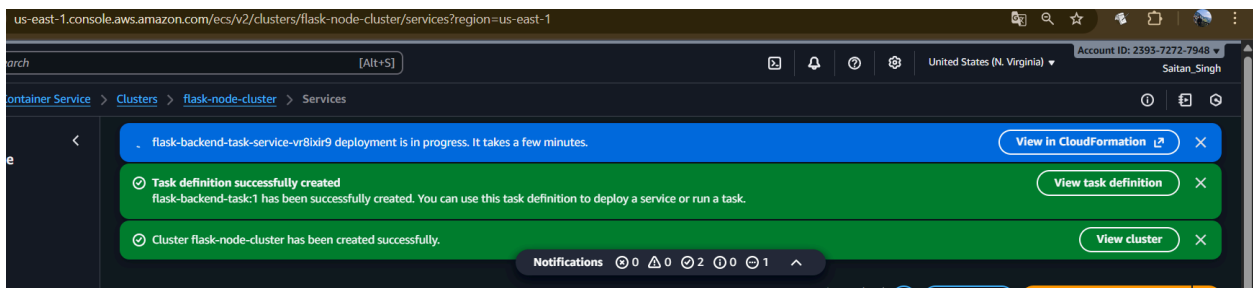 us-east-1.console.aws.amazon.com/ecs/v2/clusters/flask-node-cluster/services?region=us-east-1
[Alt+S]
United States (N. Virginia)
Account ID: 2393-7272-7948
Saitan_Singh
Container Service > Clusters > flask-node-cluster > Services
flask-backend-task-service-vr8ixir9 deployment is in progress. It takes a few minutes.
View in CloudFormation
Task definition successfully created
View task definition
flask-backend-task:1 has been successfully created. You can use this task definition to deploy a service or run a task.
Cluster flask-node-cluster has been created successfully.
View cluster
Notifications 0 0 2 0 1